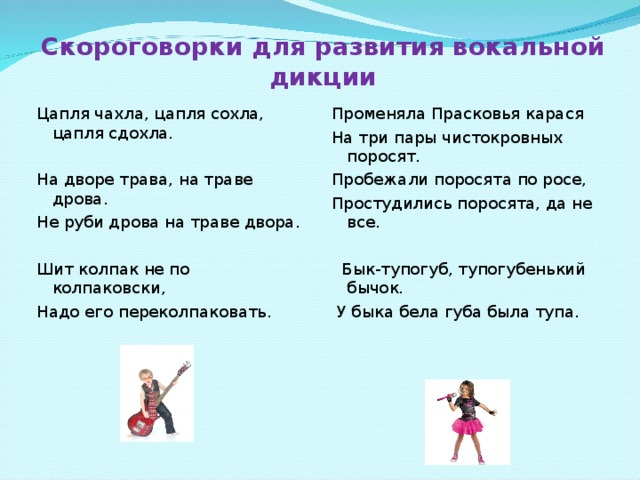 Скороговорки для развития вокальной
дикции
Цапля чахла, цапля сохла,
цапля сдохла.
На дворе трава, на траве
дрова.
Не руби дрова на траве двора.
Шит колпак не по
колпаковски,
Надо его переколпаковать.
Променяла Прасковья карася
На три пары чистокровных
поросят.
Пробежали поросята по росе,
Простудились поросята, да не
все.
Бык-тупогуб, тупогубенький
бычок.
У быка бела губа была тупа.